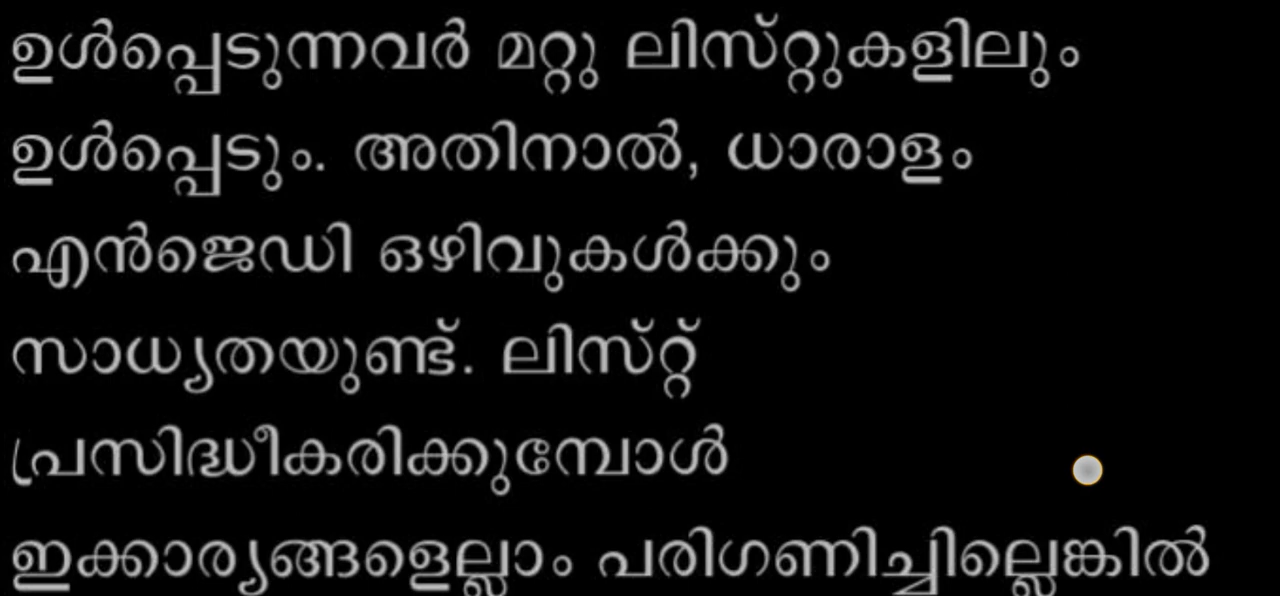 ഉൾപ്പെടുന്നവർ മറ്റു ലിസ്റ്റുകളിലും
ഉൾപ്പെടും. അതിനാൽ, ധാരാളം
എൻജെഡി ഒഴിവുകൾക്കും
സാധ്യതയുണ്ട്. ലിസ്റ്റ്
പ്രസിദ്ധീകരിക്കുമ്പോൾ
ഇക്കാര്യങ്ങളെല്ലാം പരിഗണിച്ചില്ലെങ്കിൽ